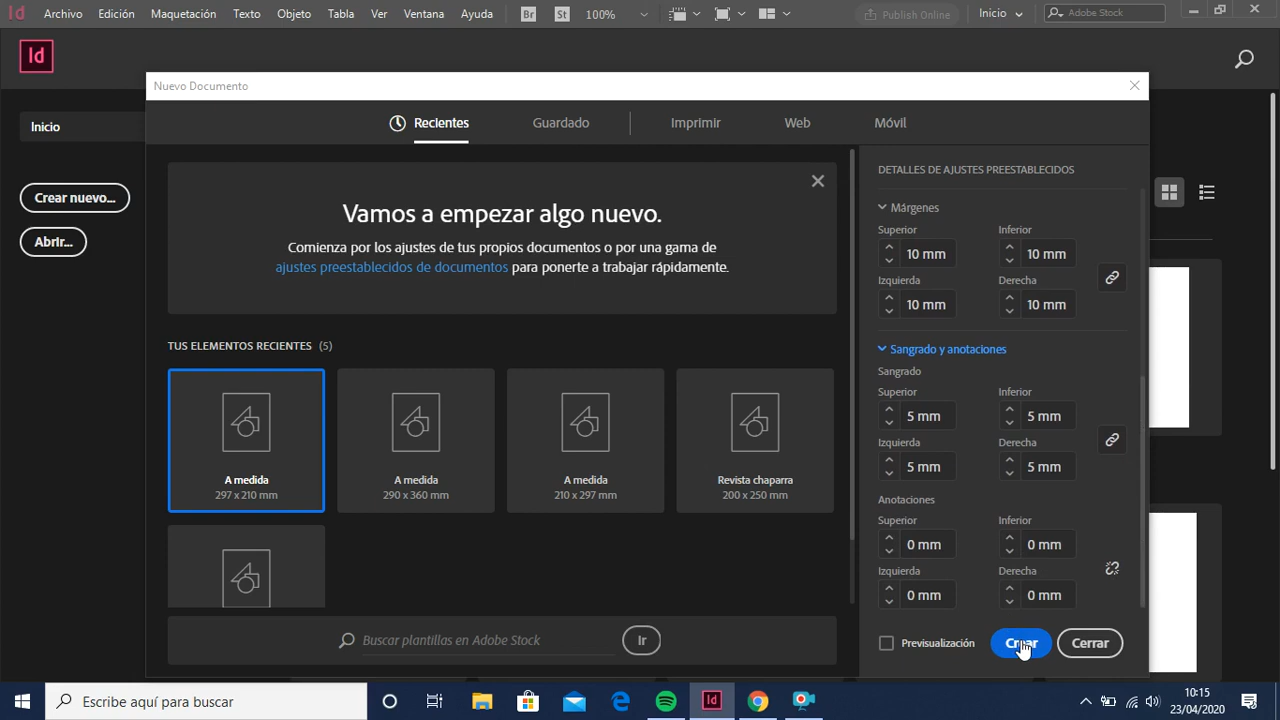 Id Archivo Edición Maquetación Texto Objeto Tabla Ver Ventana Ayuda Br St 100% Publish Online Inicio Adobe Stock
Id
Nuevo Documento
Inicio
Crear nuevo...
Abrir...
Recientes Guardado Imprimir Web Móvil
Vamos a empezar algo nuevo.
Comienza por los ajustes de tus propios documentos o por una gama de
ajustes preestablecidos de documentos para ponerte a trabajar rápidamente.
TUS ELEMENTOS RECIENTES (5)
A medida
297 x 210 mm
A medida
290 x 360 mm
A medida
210 x 297 mm
Revista chaparra
200 x 250 mm
Buscar plantillas en Adobe Stock Ir
DETALLES DE AJUSTES PREESTABLECIDOS
Márgenes
Superior Inferior
10 mm 10 mm
Izquierda Derecha
10 mm 10 mm
Sangrado y anotaciones
Sangrado
Superior Inferior
5 mm 5 mm
Izquierda Derecha
5 mm 5 mm
Anotaciones
Superior Inferior
0 mm 0 mm
Izquierda Derecha
0 mm 0 mm
Previsualización Crear Cerrar
Escribe aquí para buscar Id 10:15
23/04/2020